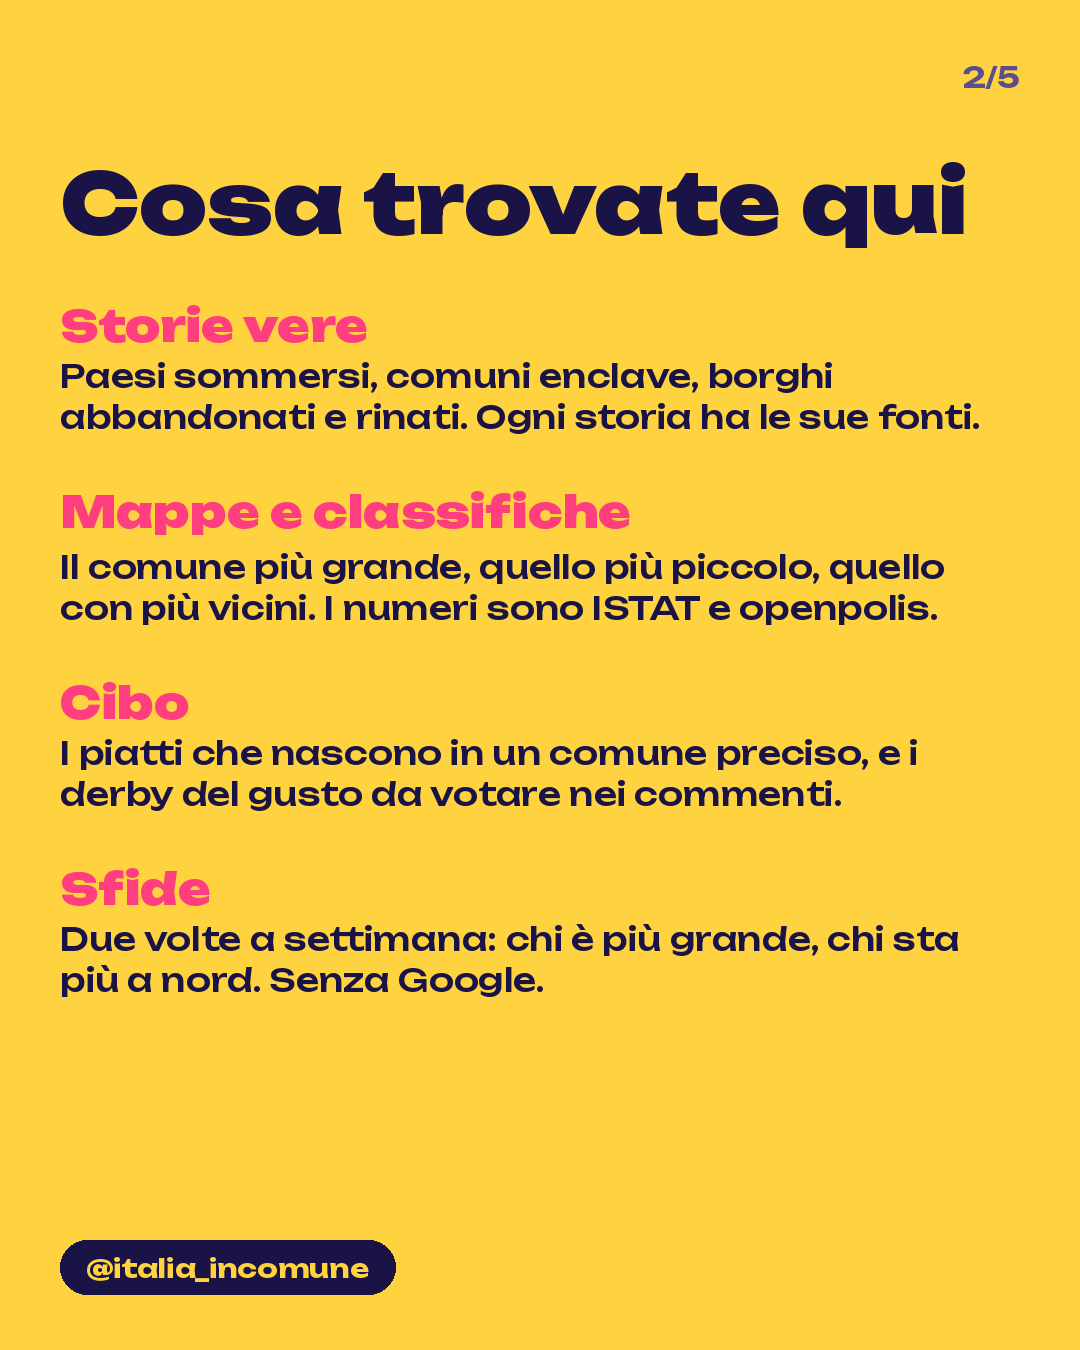 2/5
Cosa trovate qui
Storie vere
Paesi sommersi, comuni enclave, borghi
abbandonati e rinati. Ogni storia ha le sue fonti.
Mappe e classifiche
Il comune più grande, quello più piccolo, quello
con più vicini. I numeri sono ISTAT e openpolis.
Cibo
I piatti che nascono in un comune preciso, e i
derby del gusto da votare nei commenti.
Sfide
Due volte a settimana: chi è più grande, chi sta
più a nord. Senza Google.
@italia_incomune